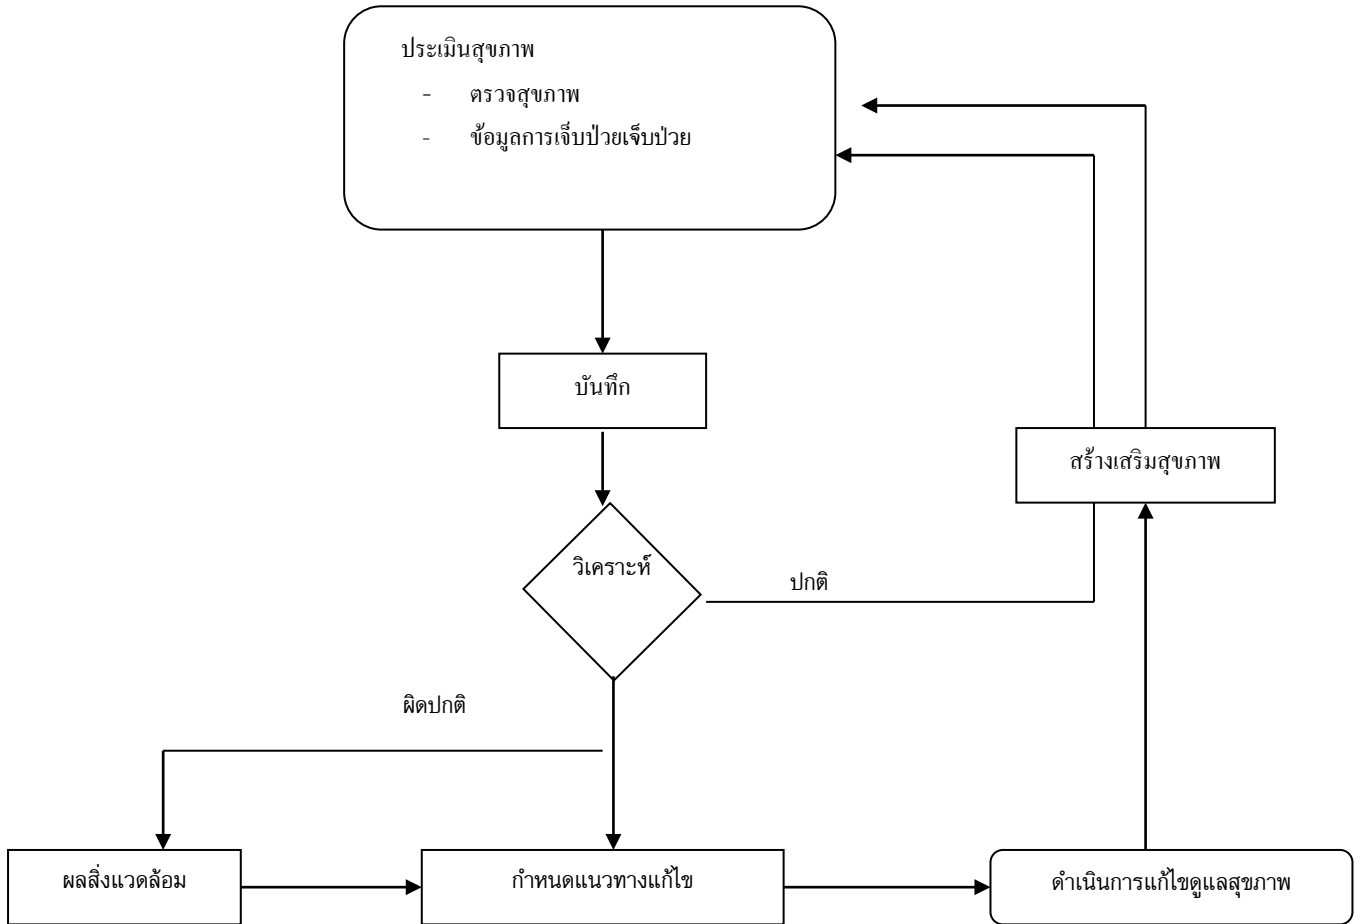 ประเมินสุขภาพ
- ตรวจสุขภาพ
- ข้อมูลการเจ็บป่วยเจ็บป่วย
บันทึก
สร้างเสริมสุขภาพ
วิเคราะห์
ปกติ
ผิดปกติ
ผลสิ่งแวดล้อม
กำหนดแนวทางแก้ไข
ดำเนินการแก้ไขดูแลสุขภาพ